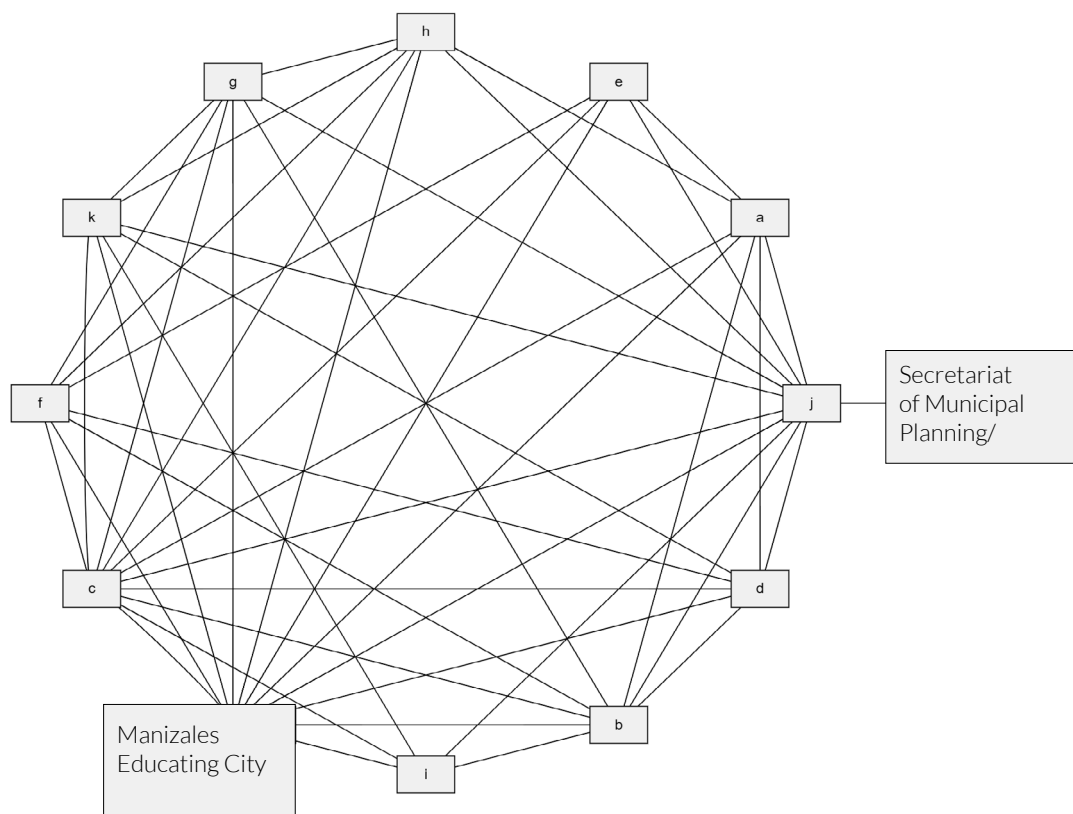 h
g
e
k
a
f
j
Secretariat
of Municipal
Planning/
c
d
Manizales
Educating City
b
i